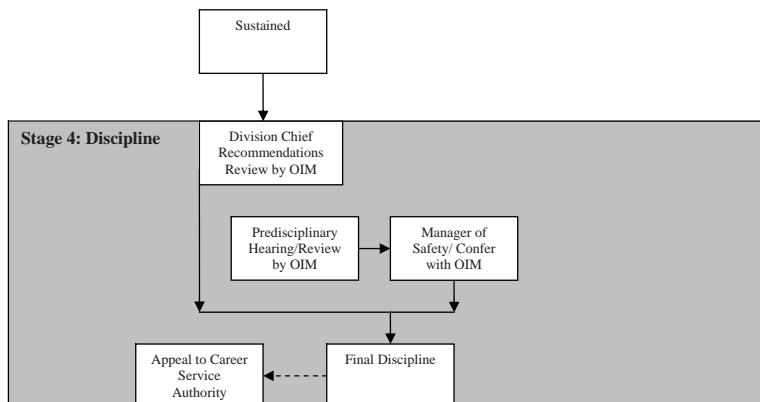 Sustained
Stage 4: Discipline
Division Chief
Recommendations
Review by OIM
Predisciplinary
Hearing/Review
by OIM
Manager of
Safety/ Confer
with OIM
Appeal to Career
Service
Authority
Final Discipline